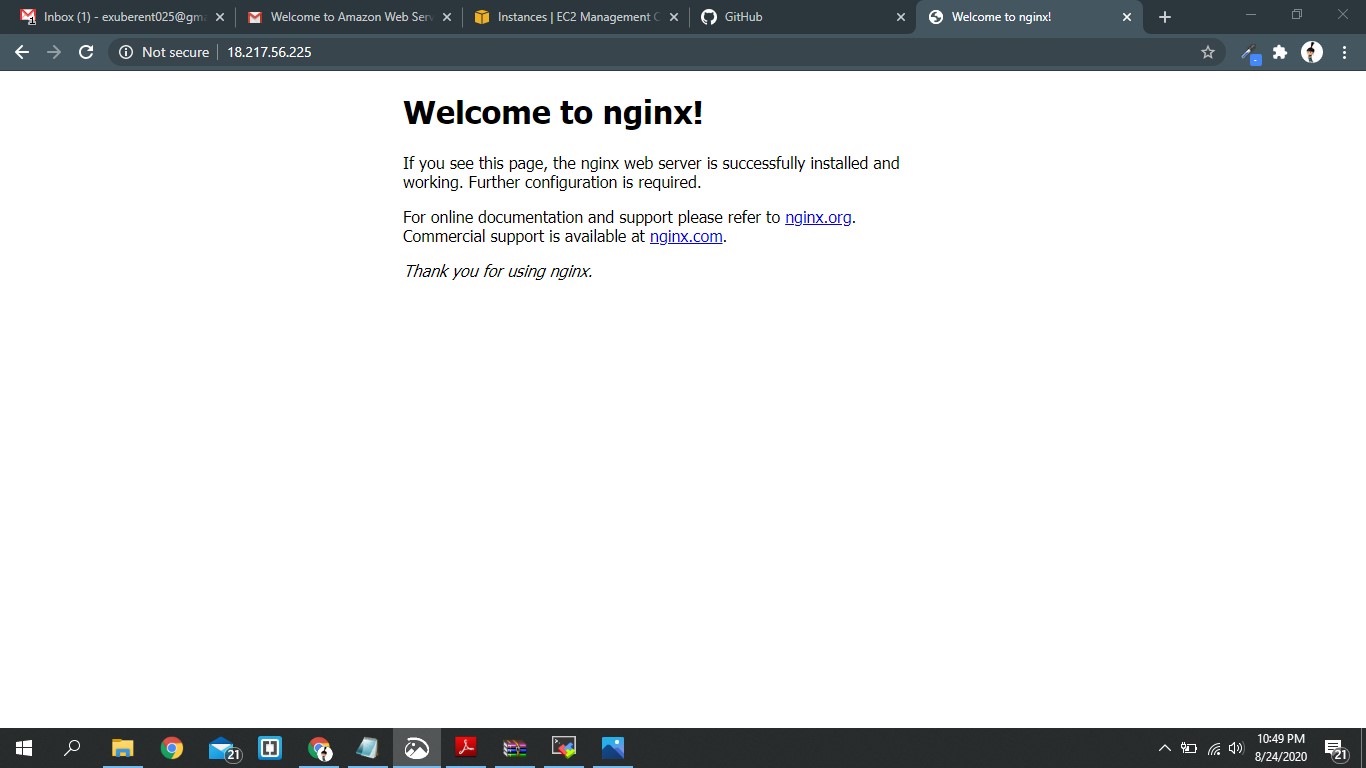 Inbox (1) - exuberent025@gma
Welcome to Amazon Web Serv
Instances | EC2 Management C
GitHub
Welcome to nginx!
Not secure
18.217.56.225
Welcome to nginx!
If you see this page, the nginx web server is successfully installed and
working. Further configuration is required.
For online documentation and support please refer to nginx.org.
Commercial support is available at nginx.com.
Thank you for using nginx.
21
10:49 PM
8/24/2020
21